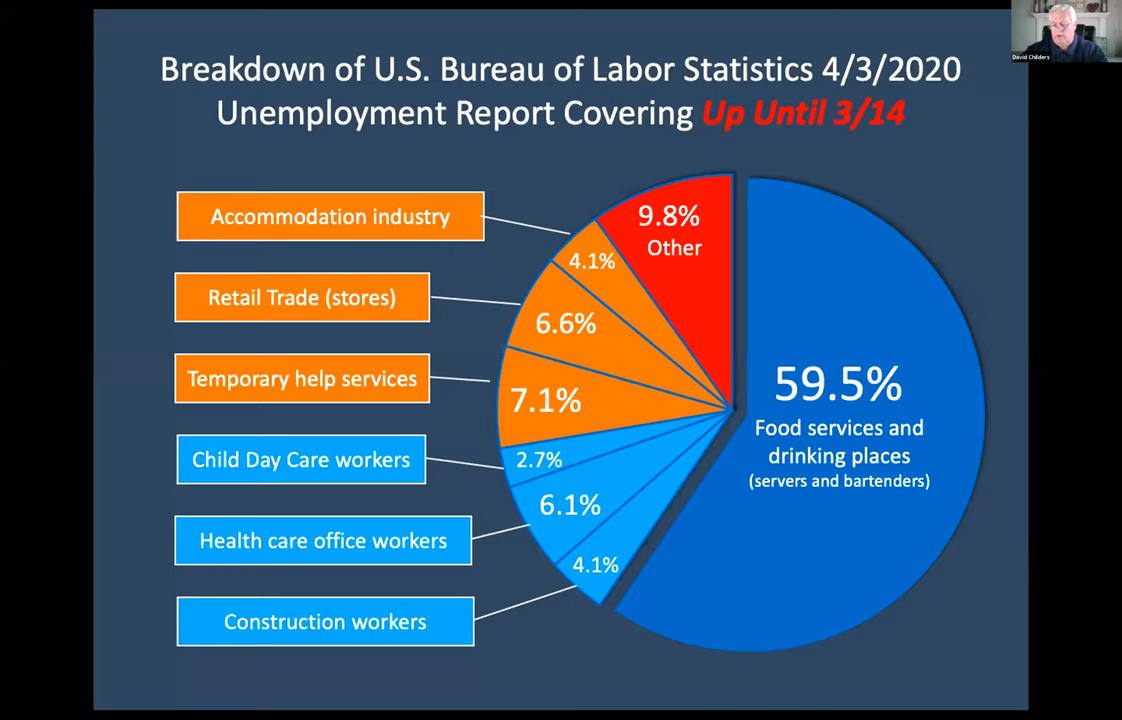 David Childers
Breakdown of U.S. Bureau of Labor Statistics 4/3/2020
Unemployment Report Covering Up Until 3/14
Accommodation industry
Retail Trade (stores)
Temporary help services
Child Day Care workers
Health care office workers
Construction workers
9.8%
Other
4.1%
6.6%
7.1%
2.7%
6.1%
4.1%
59.5%
Food services and
drinking places
(servers and bartenders)